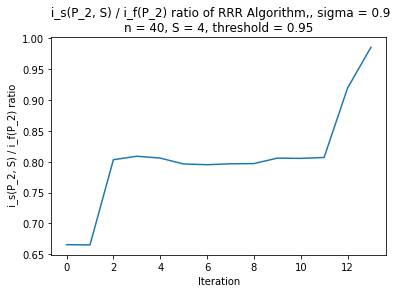 i_s(P_2, S) / i_f(P_2) ratio of RRR Algorithm,, sigma = 0.9
n = 40, S = 4, threshold = 0.95
i_s(P_2, S) / i_f(P_2) ratio
1.00
0.95
0.90
0.85
0.80
0.75
0.70
0.65
0 2 4 6 8 10 12
Iteration